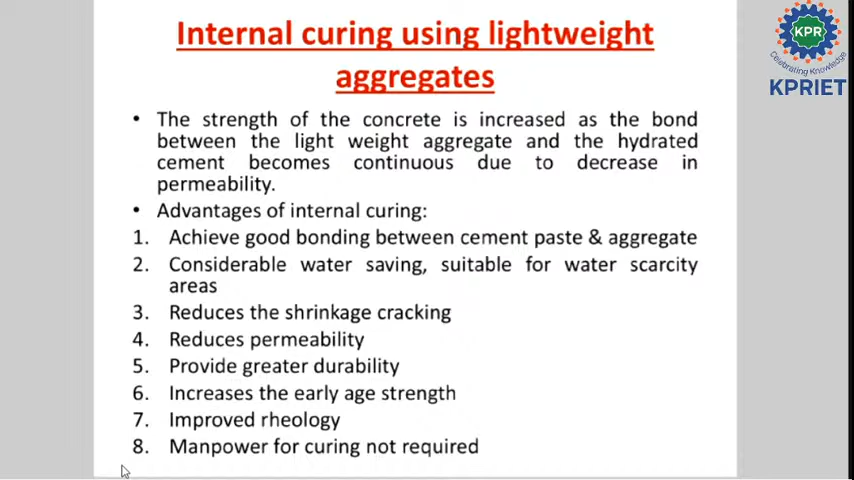 Internal curing using lightweight
aggregates
• The strength of the concrete is increased as the bond
between the light weight aggregate and the hydrated
cement becomes continuous due to decrease in
permeability.
• Advantages of internal curing:
1. Achieve good bonding between cement paste & aggregate
2. Considerable water saving, suitable for water scarcity
areas
3. Reduces the shrinkage cracking
4. Reduces permeability
5. Provide greater durability
6. Increases the early age strength
7. Improved rheology
8. Manpower for curing not required
KPR
Celebrating Knowledge
KPRIET